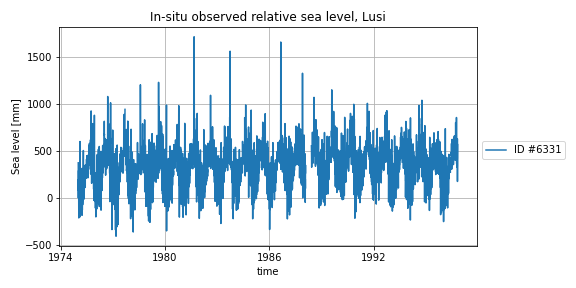 In-situ observed relative sea level, Lusi
Sea level [mm]
1500
1000
500
0
−500
1974
1980
1986
1992
time
ID #6331